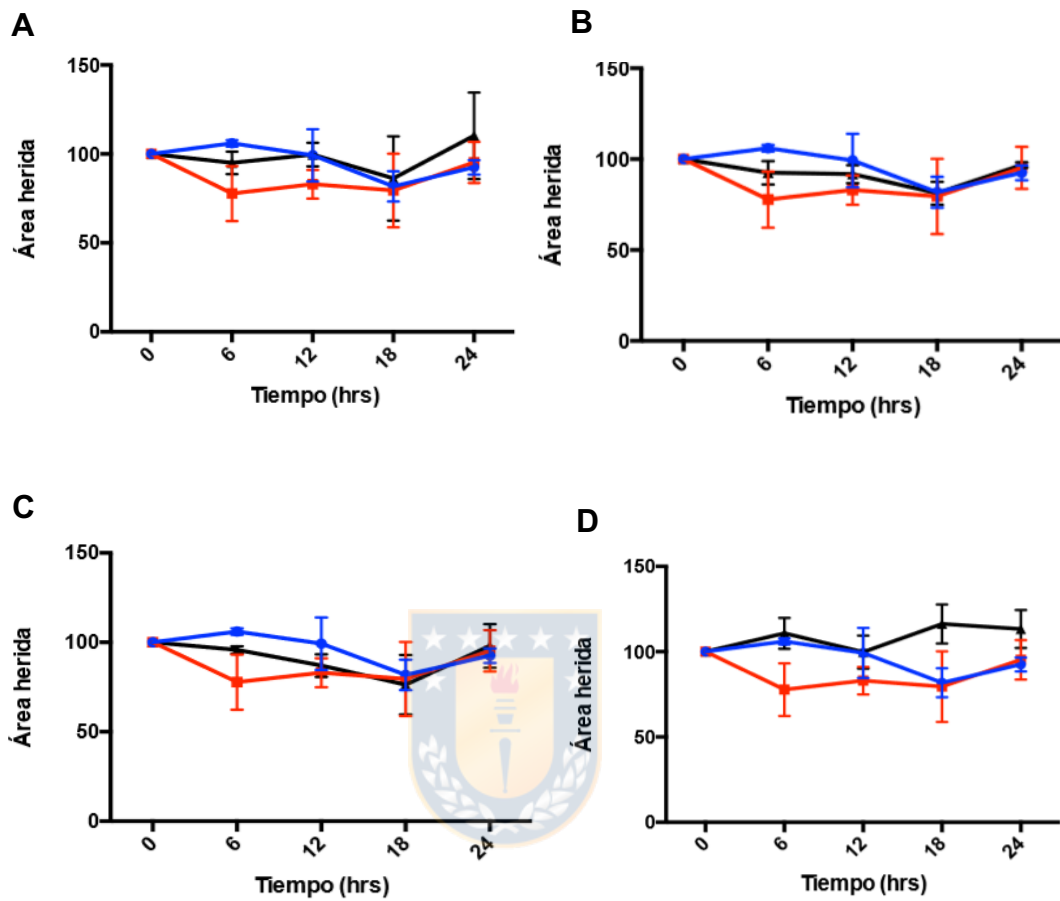 A
150
100
50
0
Área herida
0 6 12 18 24
Tiempo (hrs)
B
150
100
50
0
Área herida
0 6 12 18 24
Tiempo (hrs)
C
150
100
50
0
Área herida
0 6 12 18 24
Tiempo (hrs)
D
150
100
50
0
Área herida
0 6 12 18 24
Tiempo (hrs)